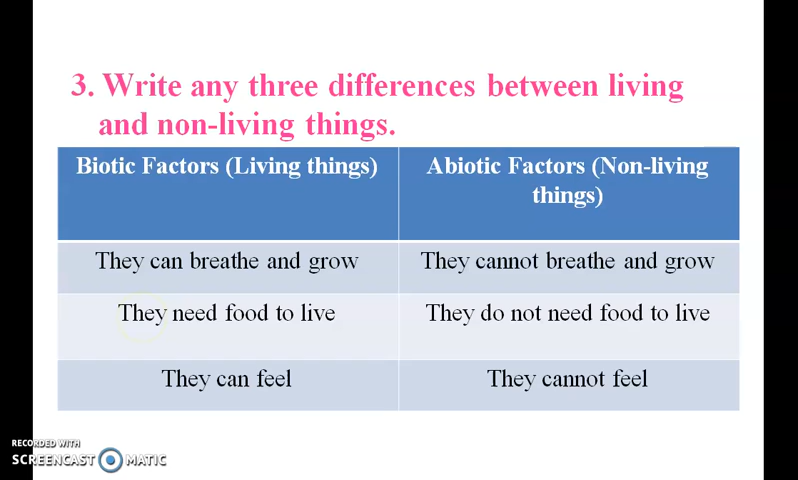 3. Write any three differences between living
and non-living things.
Biotic Factors (Living things)
Abiotic Factors (Non-living
things)
They can breathe and grow
They cannot breathe and grow
They need food to live
They do not need food to live
They can feel
They cannot feel
RECORDED WITH
SCREENCAST MATIC